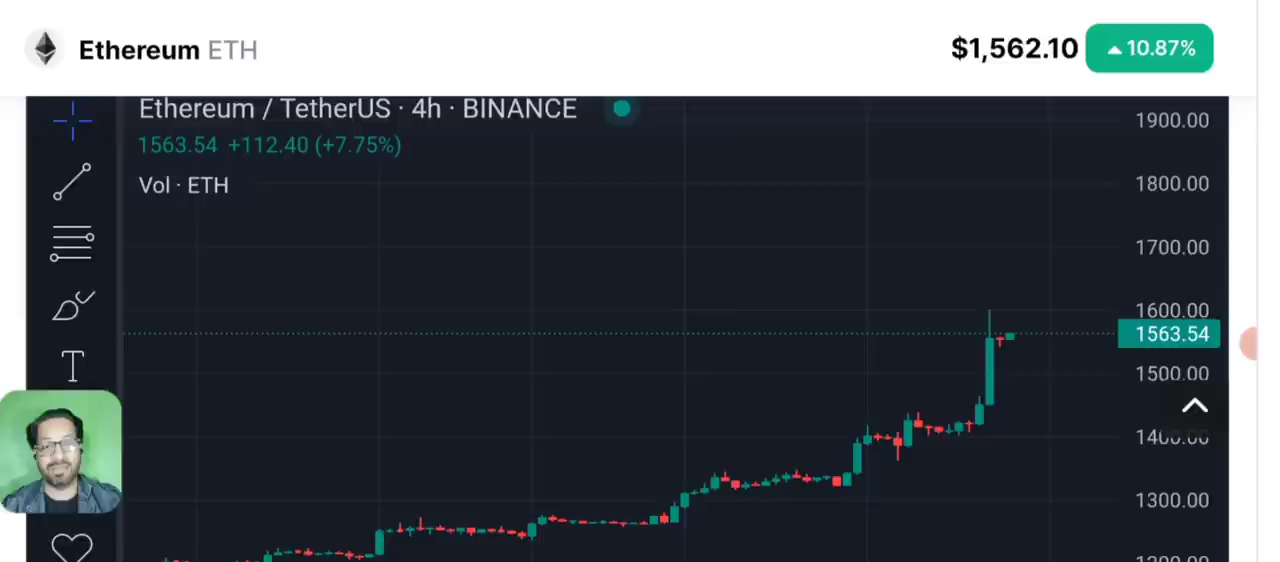 Ethereum ETH
$1,562.10 10.87%
Ethereum / TetherUS · 4h · BINANCE
1563.54 +112.40 (+7.75%)
Vol · ETH
T
1900.00
1800.00
1700.00
1600.00
1563.54
1500.00
1400.00
1300.00